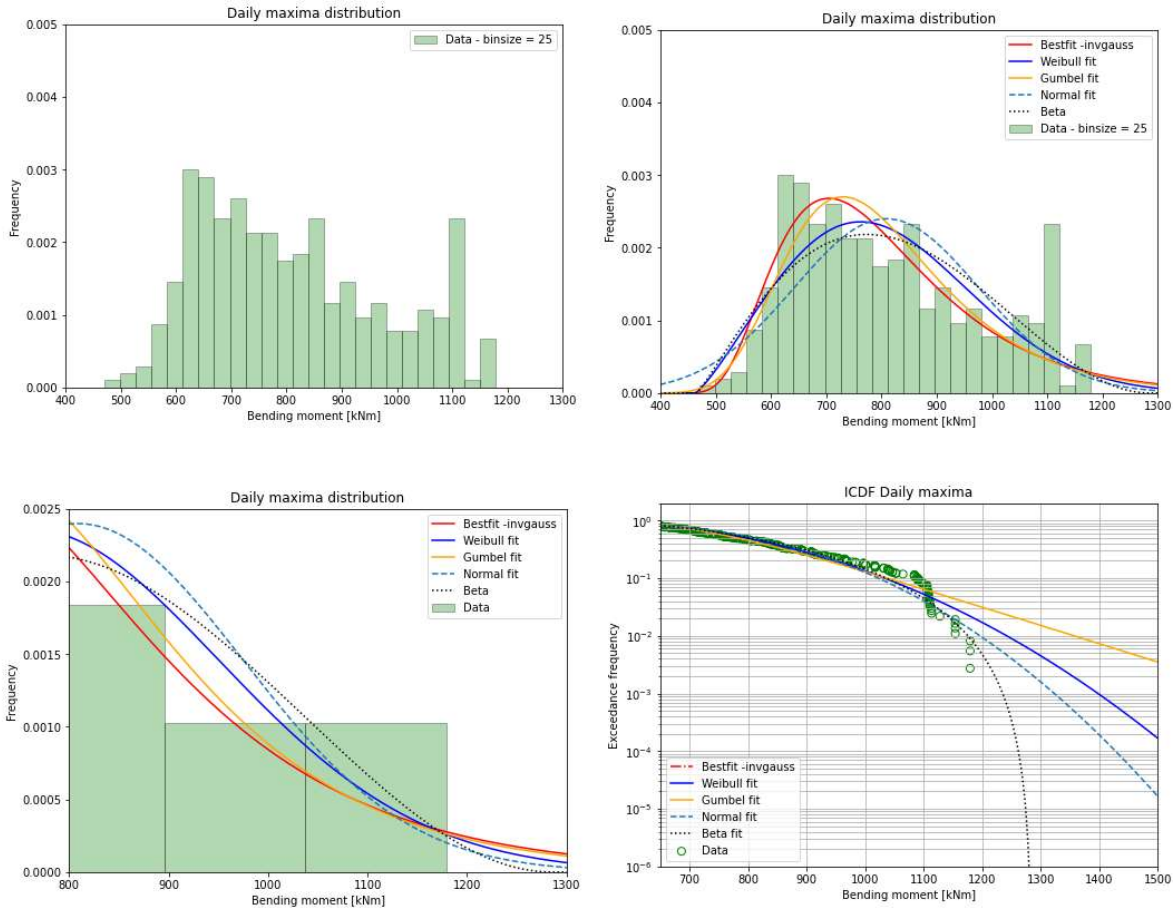 Daily maxima distribution
0.005
0.004
0.003
0.002
0.001
0.000
Frequency
Data - binsize = 25
400 500 600 700 800 900 1000 1100 1200 1300
Bending moment [kNm]
Daily maxima distribution
0.005
0.004
0.003
0.002
0.001
0.000
Frequency
Bestfit -invgauss
Weibull fit
Gumbel fit
Normal fit
Beta
Data - binsize = 25
400 500 600 700 800 900 1000 1100 1200 1300
Bending moment [kNm]
Daily maxima distribution
0.0025
0.0020
0.0015
0.0010
0.0005
0.0000
Frequency
Bestfit -invgauss
Weibull fit
Gumbel fit
Normal fit
Beta
Data
800 900 1000 1100 1200 1300
Bending moment [kNm]
ICDF Daily maxima
10⁰
10⁻¹
10⁻²
10⁻³
10⁻⁴
10⁻⁵
10⁻⁶
Exceedance frequency
Bestfit -invgauss
Weibull fit
Gumbel fit
Normal fit
Beta fit
Data
700 800 900 1000 1100 1200 1300 1400 1500
Bending moment [kNm]